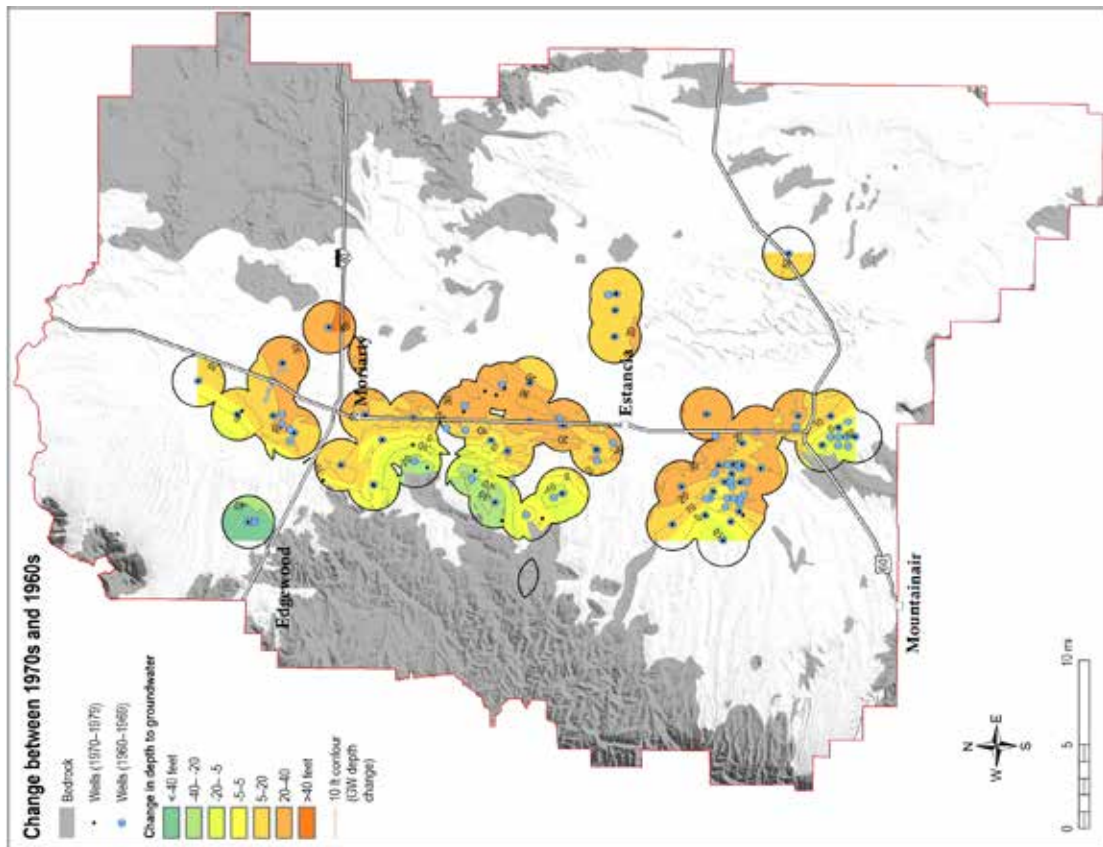 Change between 1970s and 1960s
Bedrock
Wells (1970–1979)
Wells (1960–1969)
Change in depth to groundwater
<-40 feet
-40–-20
-20–-5
-5–5
5–20
20–40
>40 feet
10 ft contour
(GW depth
change)
Edgewood
Moriarty
Estancia
Mountainair
60
N
W
E
S
0
5
10 mi